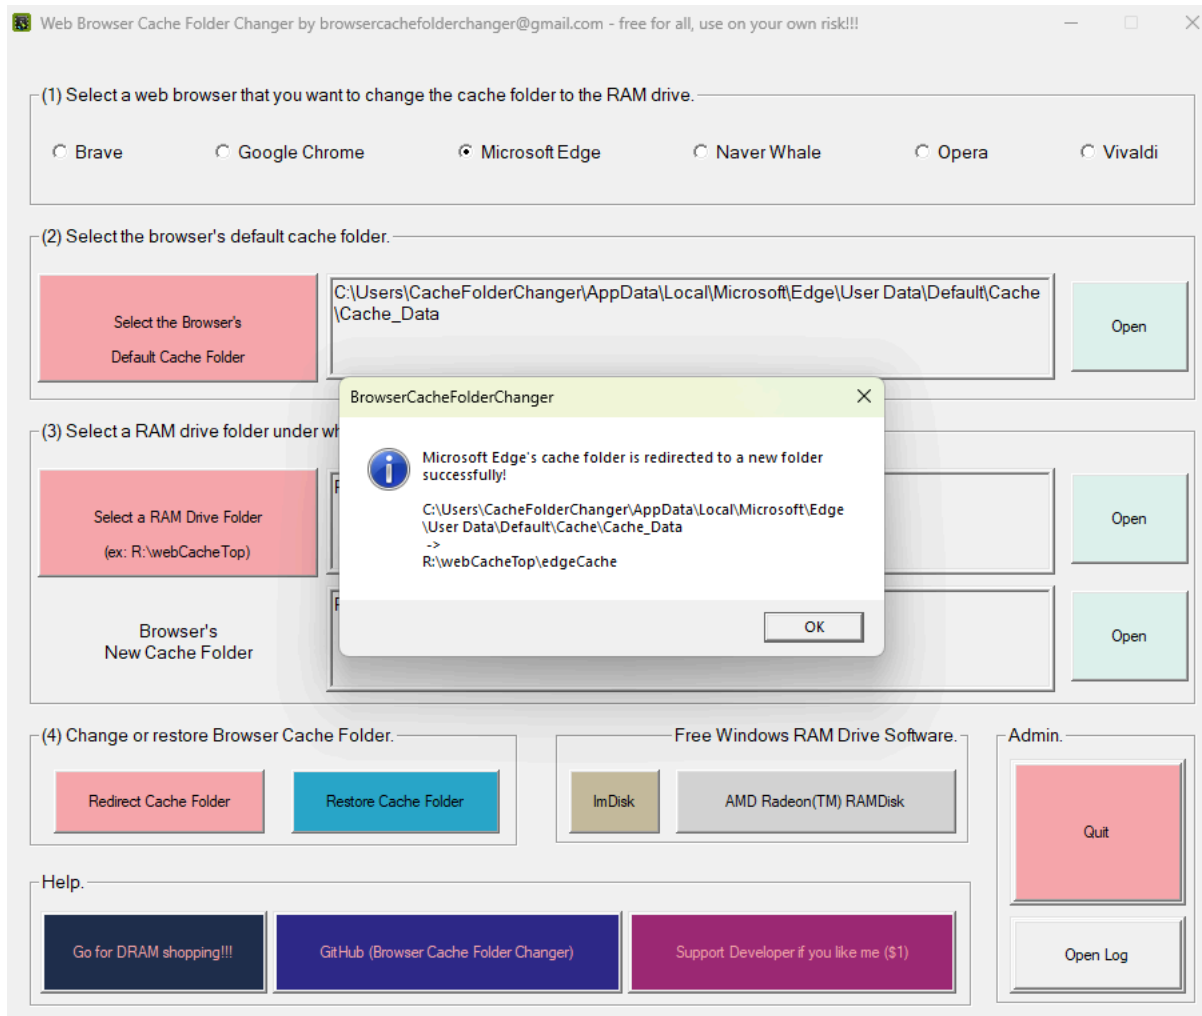 Web Browser Cache Folder Changer by browsercachefolderchanger@gmail.com - free for all, use on your own risk!!!
(1) Select a web browser that you want to change the cache folder to the RAM drive.
Brave
Google Chrome
Microsoft Edge
Naver Whale
Opera
Vivaldi
(2) Select the browser's default cache folder.
Select the Browser's
Default Cache Folder
C:\Users\CacheFolderChanger\AppData\Local\Microsoft\Edge\User Data\Default\Cache
\Cache_Data
Open
(3) Select a RAM drive folder under
Select a RAM Drive Folder
(ex: R:\webCacheTop)
Open
Browser's
New Cache Folder
Open
BrowserCacheFolderChanger
Microsoft Edge's cache folder is redirected to a new folder
successfully!
C:\Users\CacheFolderChanger\AppData\Local\Microsoft\Edge
\User Data\Default\Cache\Cache_Data
->
R:\webCacheTop\edgeCache
OK
(4) Change or restore Browser Cache Folder.
Redirect Cache Folder
Restore Cache Folder
Free Windows RAM Drive Software.
ImDisk
AMD Radeon(TM) RAMDisk
Admin.
Quit
Open Log
Help.
Go for DRAM shopping!!!
GitHub (Browser Cache Folder Changer)
Support Developer if you like me ($1)